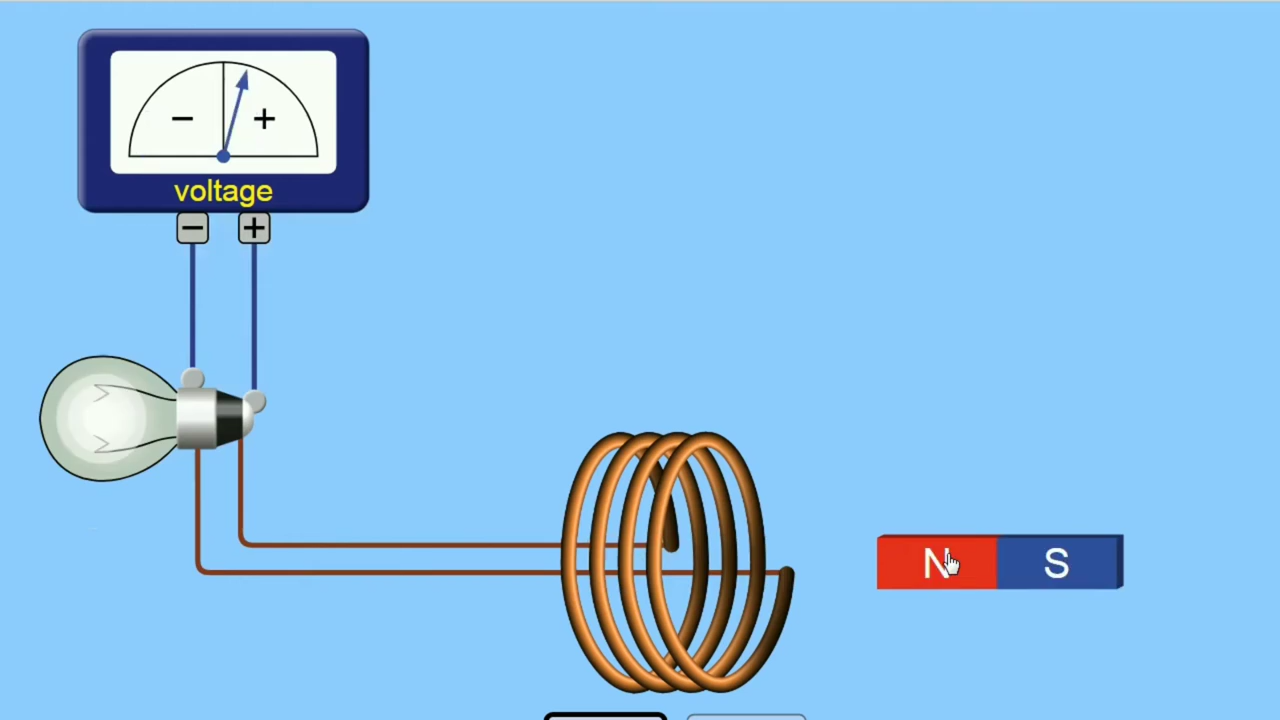 − +
voltage
− +
N S